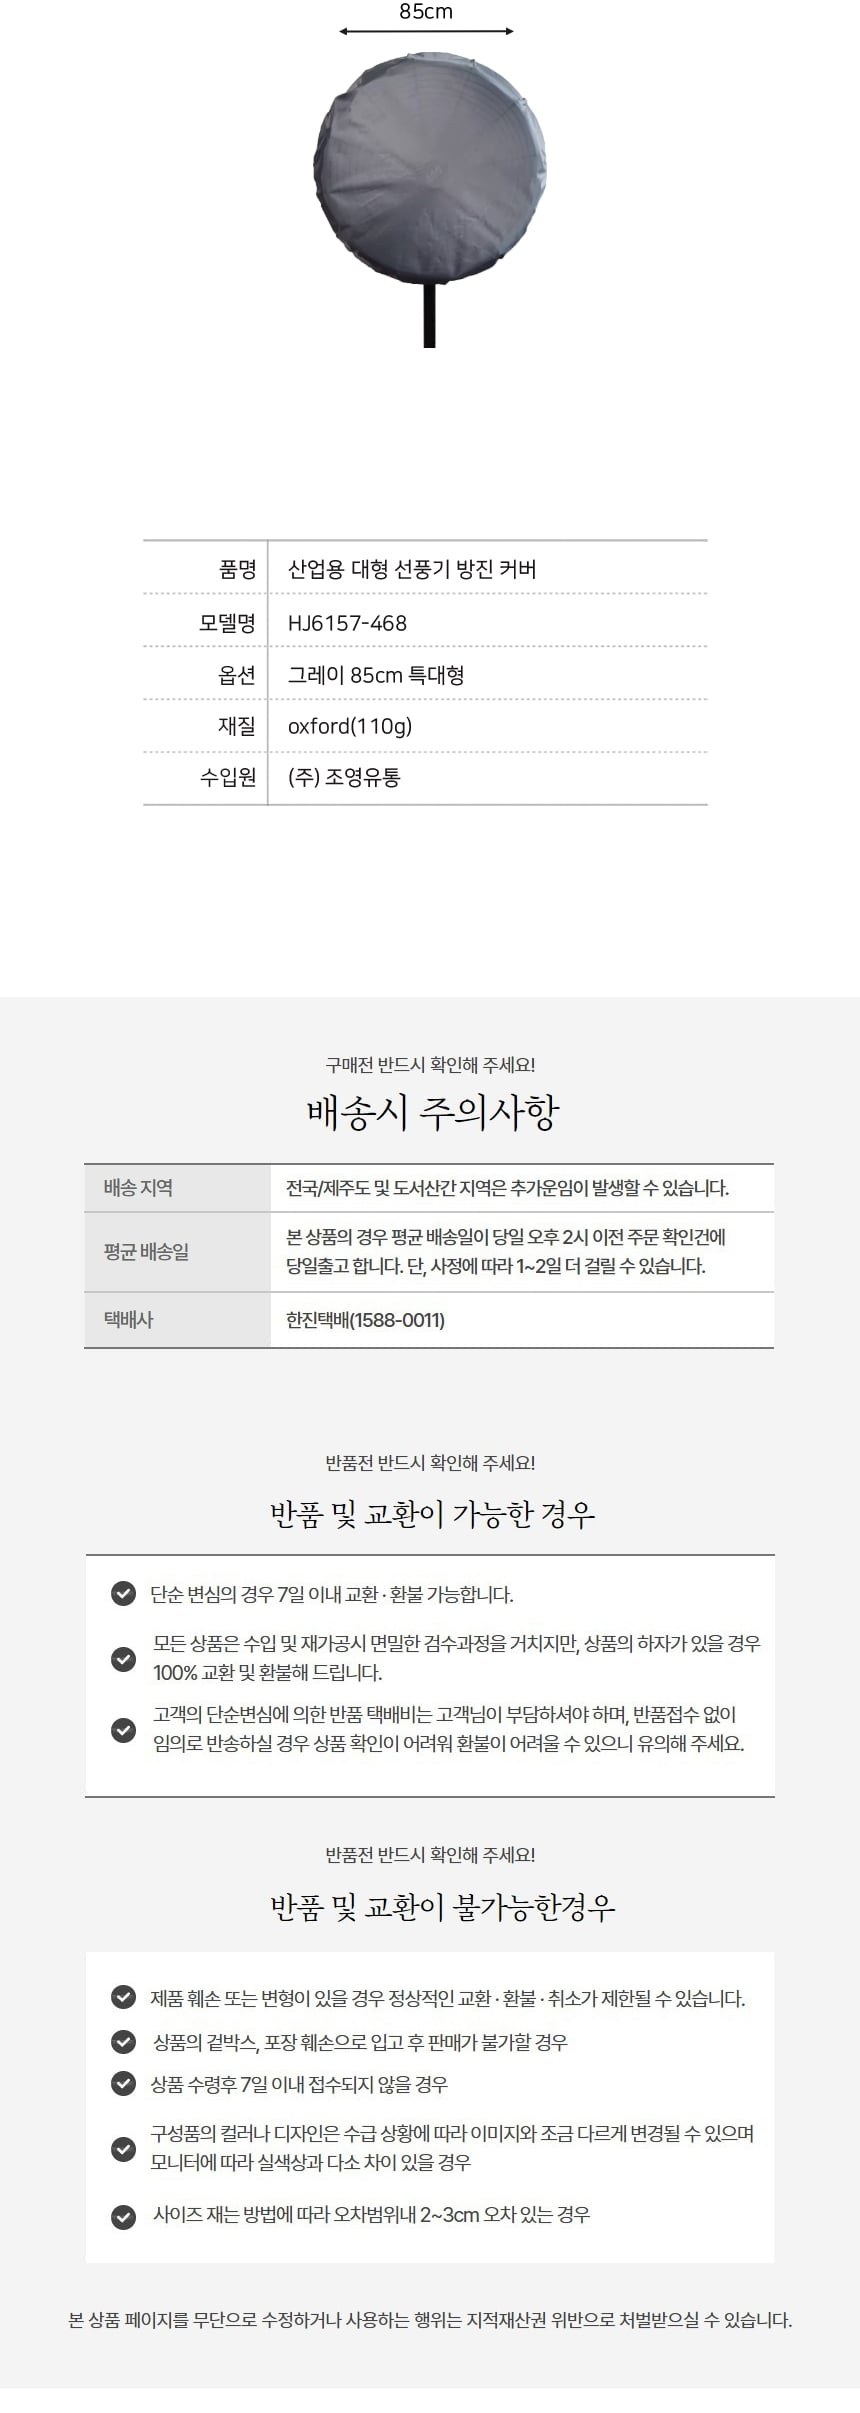 85cm
품명 산업용 대형 선풍기 방진 커버
모델명 HJ6157-468
옵션 그레이 85cm 특대형
재질 oxford(110g)
수입원 (주) 조영유통
구매전 반드시 확인해 주세요!
배송시 주의사항
배송 지역 전국/제주도 및 도서산간 지역은 추가운임이 발생할 수 있습니다.
평균 배송일 본 상품의 경우 평균 배송일이 당일 오후 2시 이전 주문 확인건에
당일출고 합니다. 단, 사정에 따라 1~2일 더 걸릴 수 있습니다.
택배사 한진택배(1588-0011)
반품전 반드시 확인해 주세요!
반품 및 교환이 가능한 경우
단순 변심의 경우 7일 이내 교환 · 환불 가능합니다.
모든 상품은 수입 및 재가공시 면밀한 검수과정을 거치지만, 상품의 하자가 있을 경우
100% 교환 및 환불해 드립니다.
고객의 단순변심에 의한 반품 택배비는 고객님이 부담하셔야 하며, 반품접수 없이
임의로 반송하실 경우 상품 확인이 어려워 환불이 어려울 수 있으니 유의해 주세요.
반품전 반드시 확인해 주세요!
반품 및 교환이 불가능한경우
제품 훼손 또는 변형이 있을 경우 정상적인 교환 · 환불 · 취소가 제한될 수 있습니다.
상품의 겉박스, 포장 훼손으로 입고 후 판매가 불가할 경우
상품 수령후 7일 이내 접수되지 않을 경우
구성품의 컬러나 디자인은 수급 상황에 따라 이미지와 조금 다르게 변경될 수 있으며
모니터에 따라 실색상과 다소 차이 있을 경우
사이즈 재는 방법에 따라 오차범위내 2~3cm 오차 있는 경우
본 상품 페이지를 무단으로 수정하거나 사용하는 행위는 지적재산권 위반으로 처벌받으실 수 있습니다.